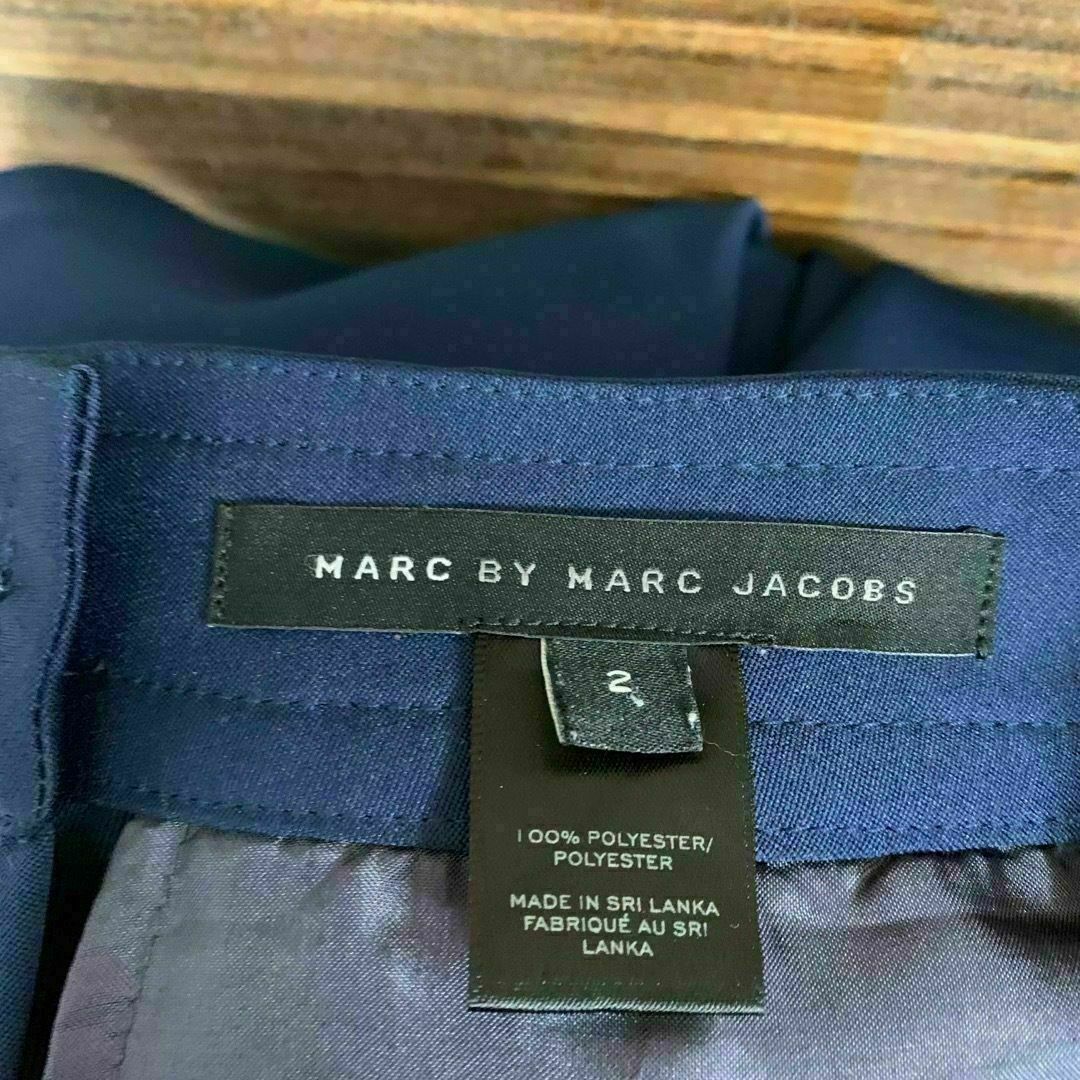 MARC BY MARC JACOBS
2
100% POLYESTER/
POLYESTER
MADE IN SRI LANKA
FABRIQUÉ AU SRI
LANKA